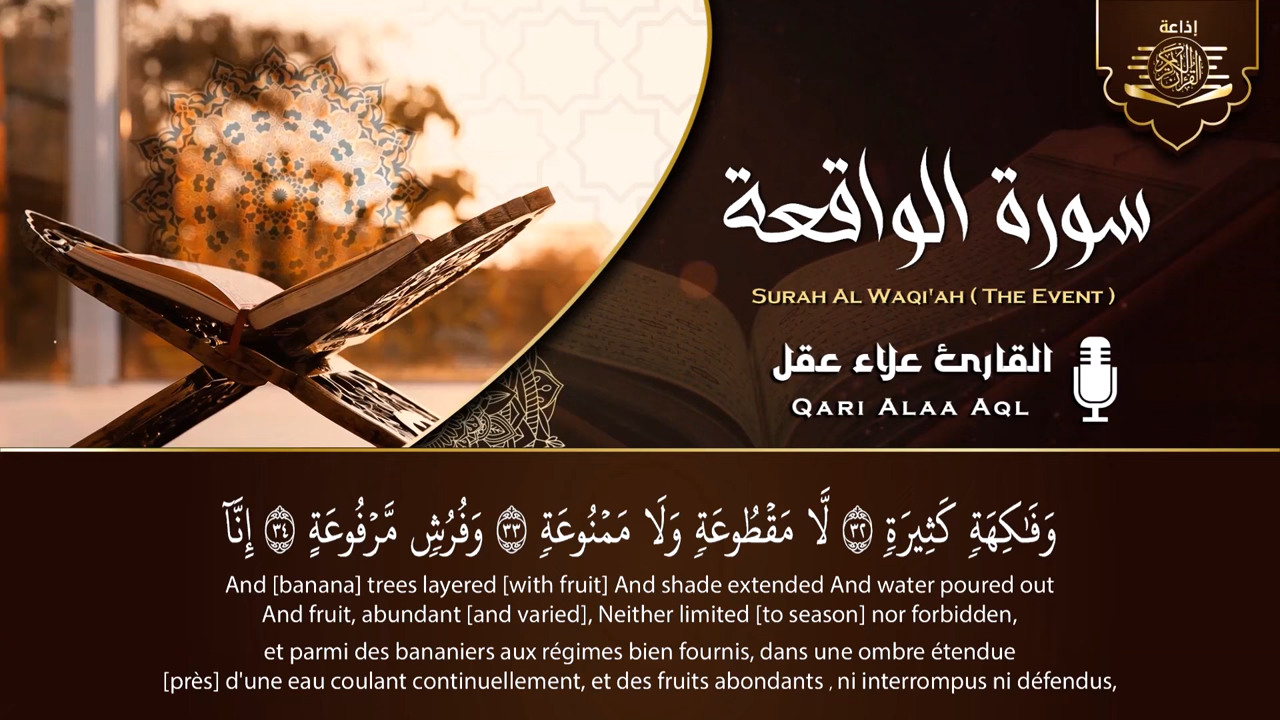 إذاعة
القرآن الكريم
سورة الواقعة
SURAH AL WAQI'AH ( THE EVENT )
القارئ علاء عقل
QARI ALAA AQL
وَفَـٰكِهَةٍ كَثِيرَةٍ ٣٢ لَّا مَقْطُوعَةٍ وَلَا مَمْنُوعَةٍ ٣٣ وَفُرُشٍ مَّرْفُوعَةٍ ٣٤ إِنَّآ
And [banana] trees layered [with fruit] And shade extended And water poured out
And fruit, abundant [and varied], Neither limited [to season] nor forbidden,
et parmi des bananiers aux régimes bien fournis, dans une ombre étendue
[près] d'une eau coulant continuellement, et des fruits abondants , ni interrompus ni défendus,